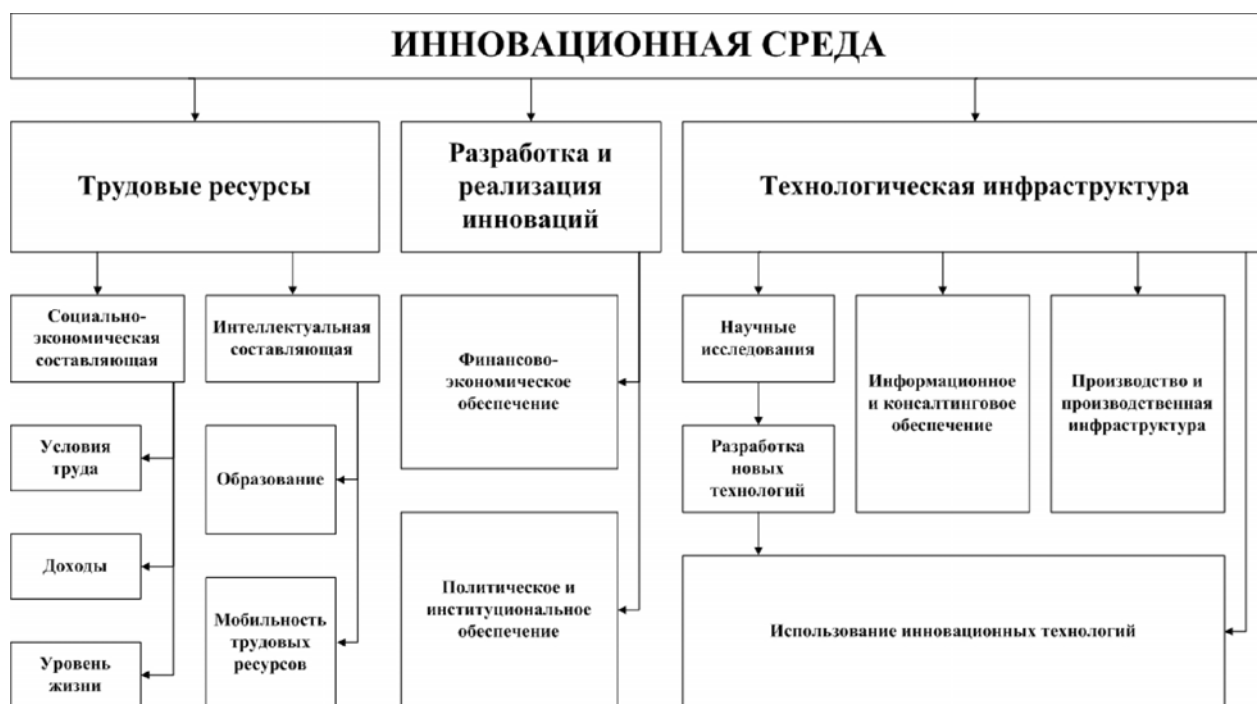 ИННОВАЦИОННАЯ СРЕДА
Трудовые ресурсы
Разработка и
реализация
инноваций
Технологическая инфраструктура
Социально-
экономическая
составляющая
Интеллектуальная
составляющая
Условия
труда
Доходы
Уровень
жизни
Образование
Мобильность
трудовых
ресурсов
Финансово-
экономическое
обеспечение
Политическое и
институциональное
обеспечение
Научные
исследования
Разработка
новых
технологий
Информационное
и консалтинговое
обеспечение
Производство и
производственная
инфраструктура
Использование инновационных технологий